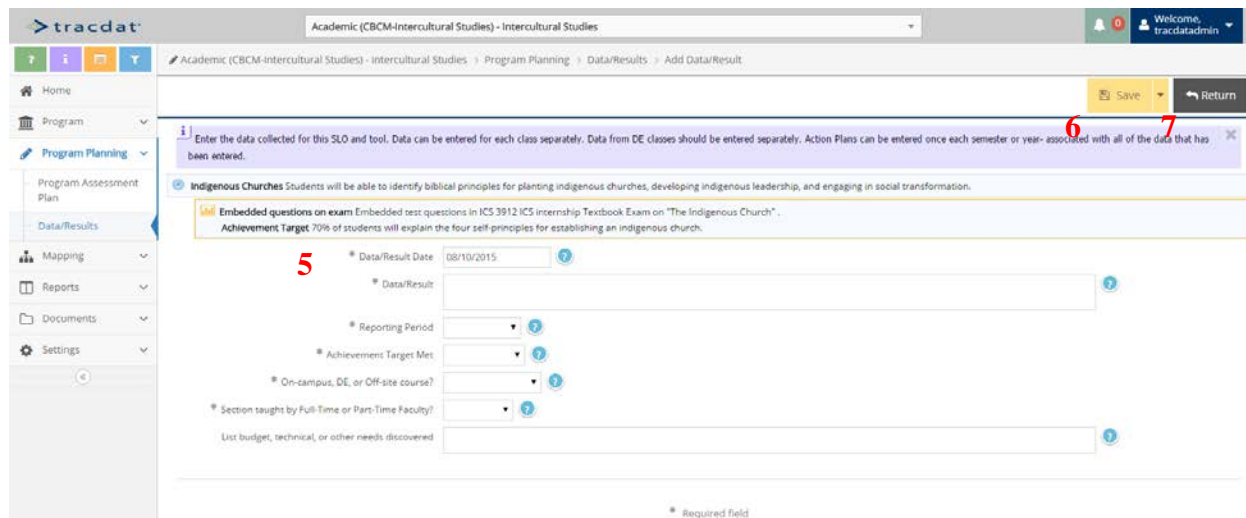 tracdat
Academic (CBCM-Intercultural Studies) - Intercultural Studies
0
Welcome,
tracdatadmin
? i
Academic (CBCM-Intercultural Studies) - Intercultural Studies > Program Planning > Data/Results > Add Data/Result
Home
Save
Return
Program
6
7
i Enter the data collected for this SLO and tool. Data can be entered for each class separately. Data from DE classes should be entered separately. Action Plans can be entered once each semester or year- associated with all of the data that has
been entered.
Program Planning
Program Assessment
Plan
Indigenous Churches Students will be able to identify biblical principles for planting indigenous churches, developing indigenous leadership, and engaging in social transformation.
Embedded questions on exam Embedded test questions in ICS 3912 ICS internship Textbook Exam on "The Indigenous Church" .
Achievement Target 70% of students will explain the four self-principles for establishing an indigenous church.
Data/Results
Mapping
5
* Data/Result Date 08/10/2015 ?
* Data/Result ?
Reports
Documents
* Reporting Period ?
Settings
* Achievement Target Met ?
* On-campus, DE, or Off-site course? ?
* Section taught by Full-Time or Part-Time Faculty? ?
List budget, technical, or other needs discovered ?
* Required field